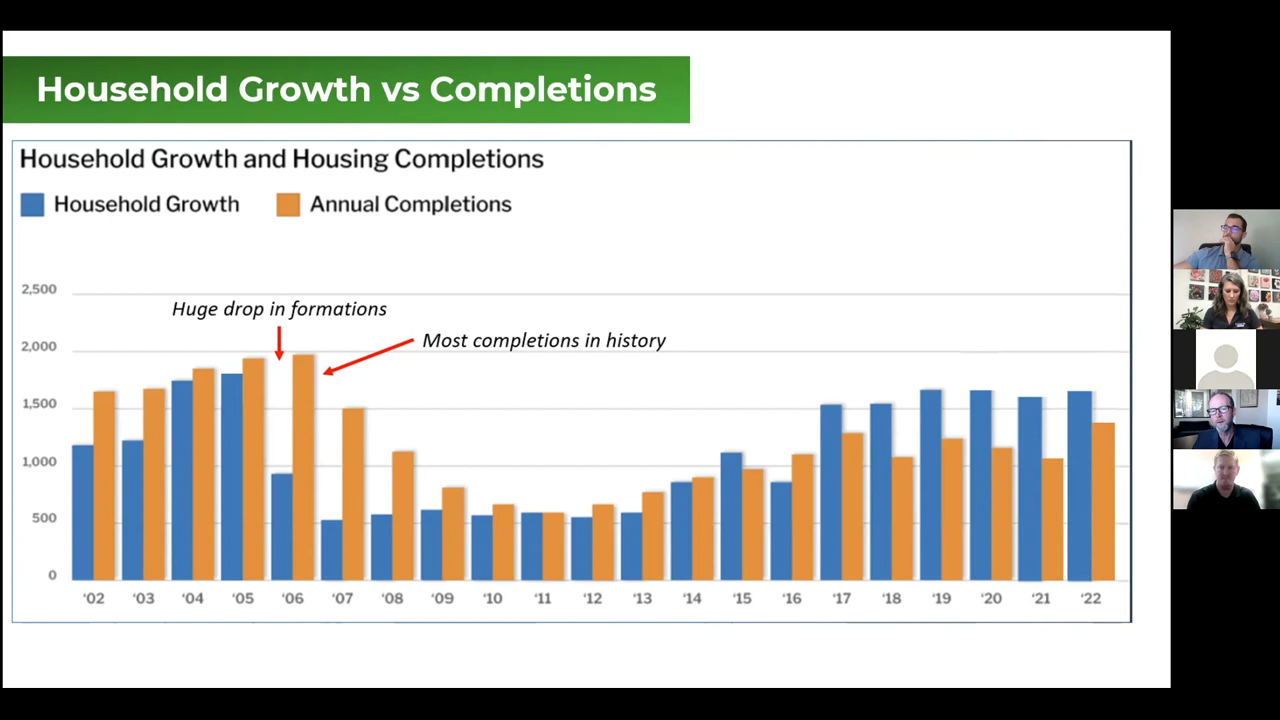 Household Growth vs Completions
Household Growth and Housing Completions
Household Growth Annual Completions
2,500
Huge drop in formations
Most completions in history
2,000
1,500
1,000
500
0
‘02 ‘03 ‘04 ‘05 ‘06 ‘07 ‘08 ‘09 ‘10 ‘11 ‘12 ‘13 ‘14 ‘15 ‘16 ‘17 ‘18 ‘19 ‘20 ‘21 ‘22